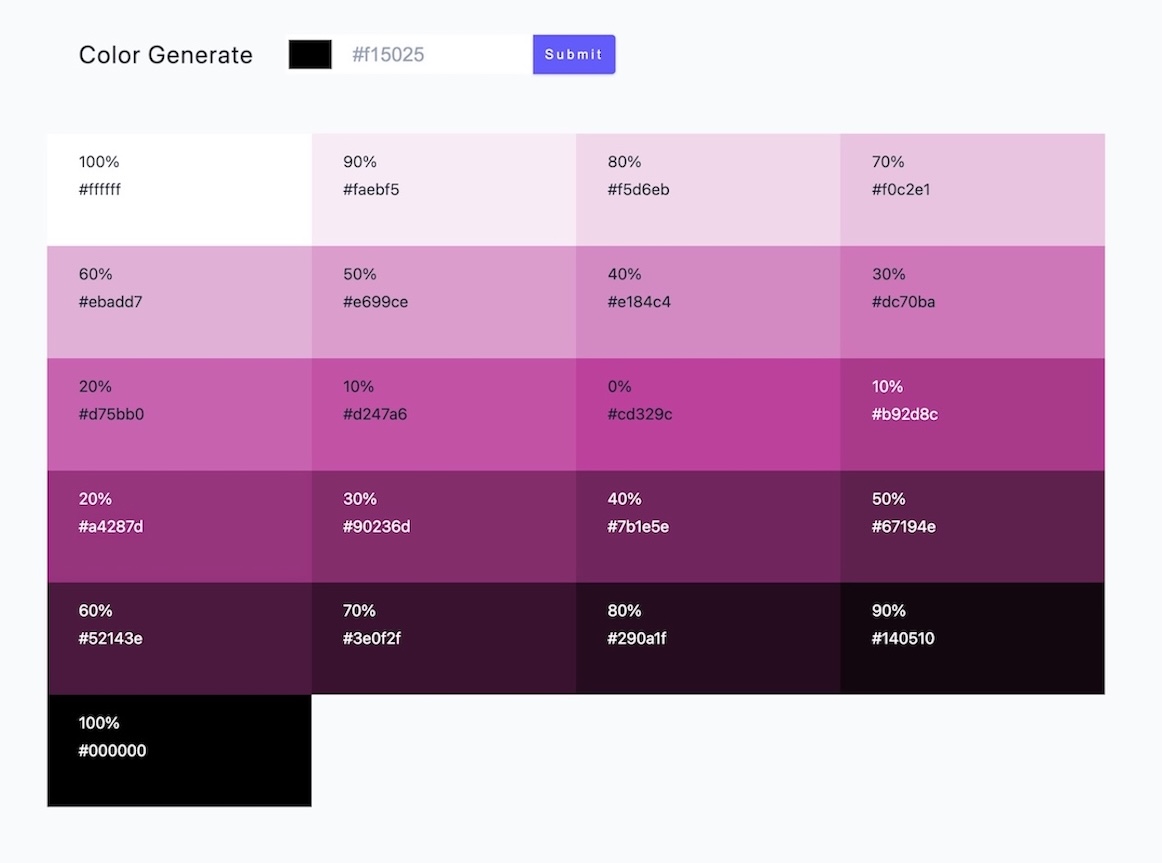 Color Generate
#f15025
Submit
100%
#ffffff
90%
#faebf5
80%
#f5d6eb
70%
#f0c2e1
60%
#ebadd7
50%
#e699ce
40%
#e184c4
30%
#dc70ba
20%
#d75bb0
10%
#d247a6
0%
#cd329c
10%
#b92d8c
20%
#a4287d
30%
#90236d
40%
#7b1e5e
50%
#67194e
60%
#52143e
70%
#3e0f2f
80%
#290a1f
90%
#140510
100%
#000000